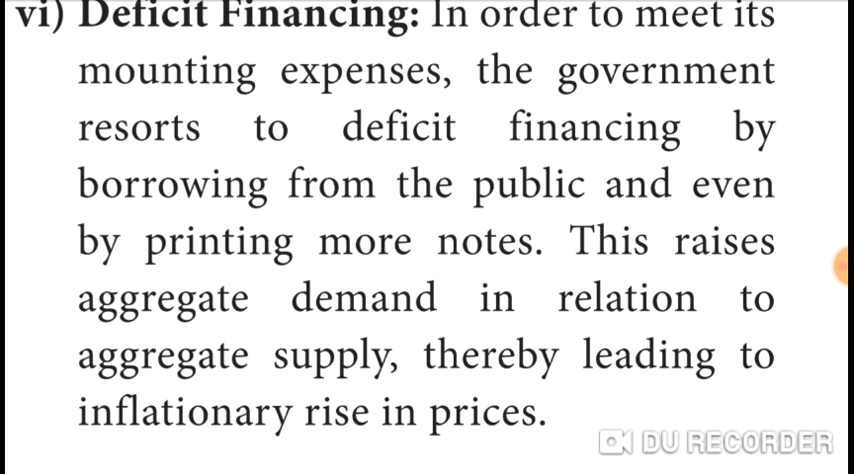 vi) Deficit Financing: In order to meet its
mounting expenses, the government
resorts to deficit financing by
borrowing from the public and even
by printing more notes. This raises
aggregate demand in relation to
aggregate supply, thereby leading to
inflationary rise in prices.
DU RECORDER